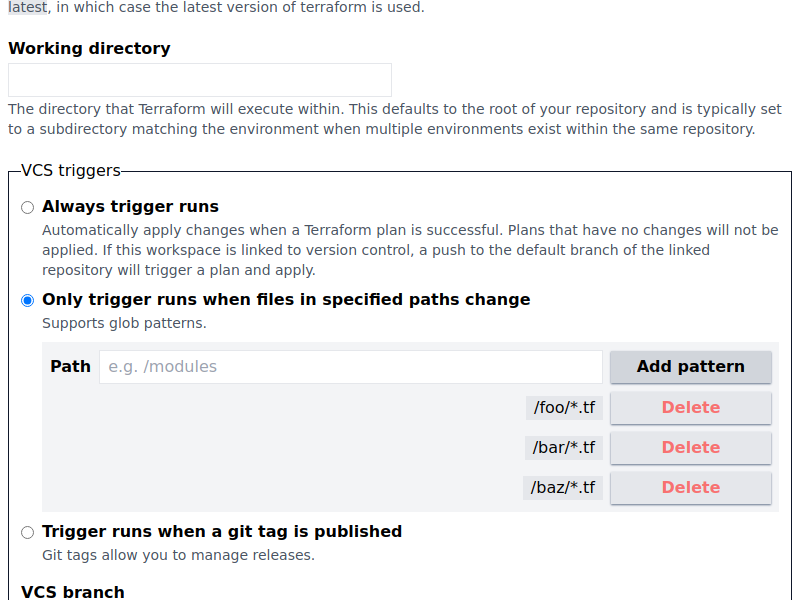 latest, in which case the latest version of terraform is used.
Working directory
The directory that Terraform will execute within. This defaults to the root of your repository and is typically set
to a subdirectory matching the environment when multiple environments exist within the same repository.
VCS triggers
Always trigger runs
Automatically apply changes when a Terraform plan is successful. Plans that have no changes will not be
applied. If this workspace is linked to version control, a push to the default branch of the linked
repository will trigger a plan and apply.
Only trigger runs when files in specified paths change
Supports glob patterns.
Path e.g. /modules Add pattern
/foo/*.tf Delete
/bar/*.tf Delete
/baz/*.tf Delete
Trigger runs when a git tag is published
Git tags allow you to manage releases.
VCS branch